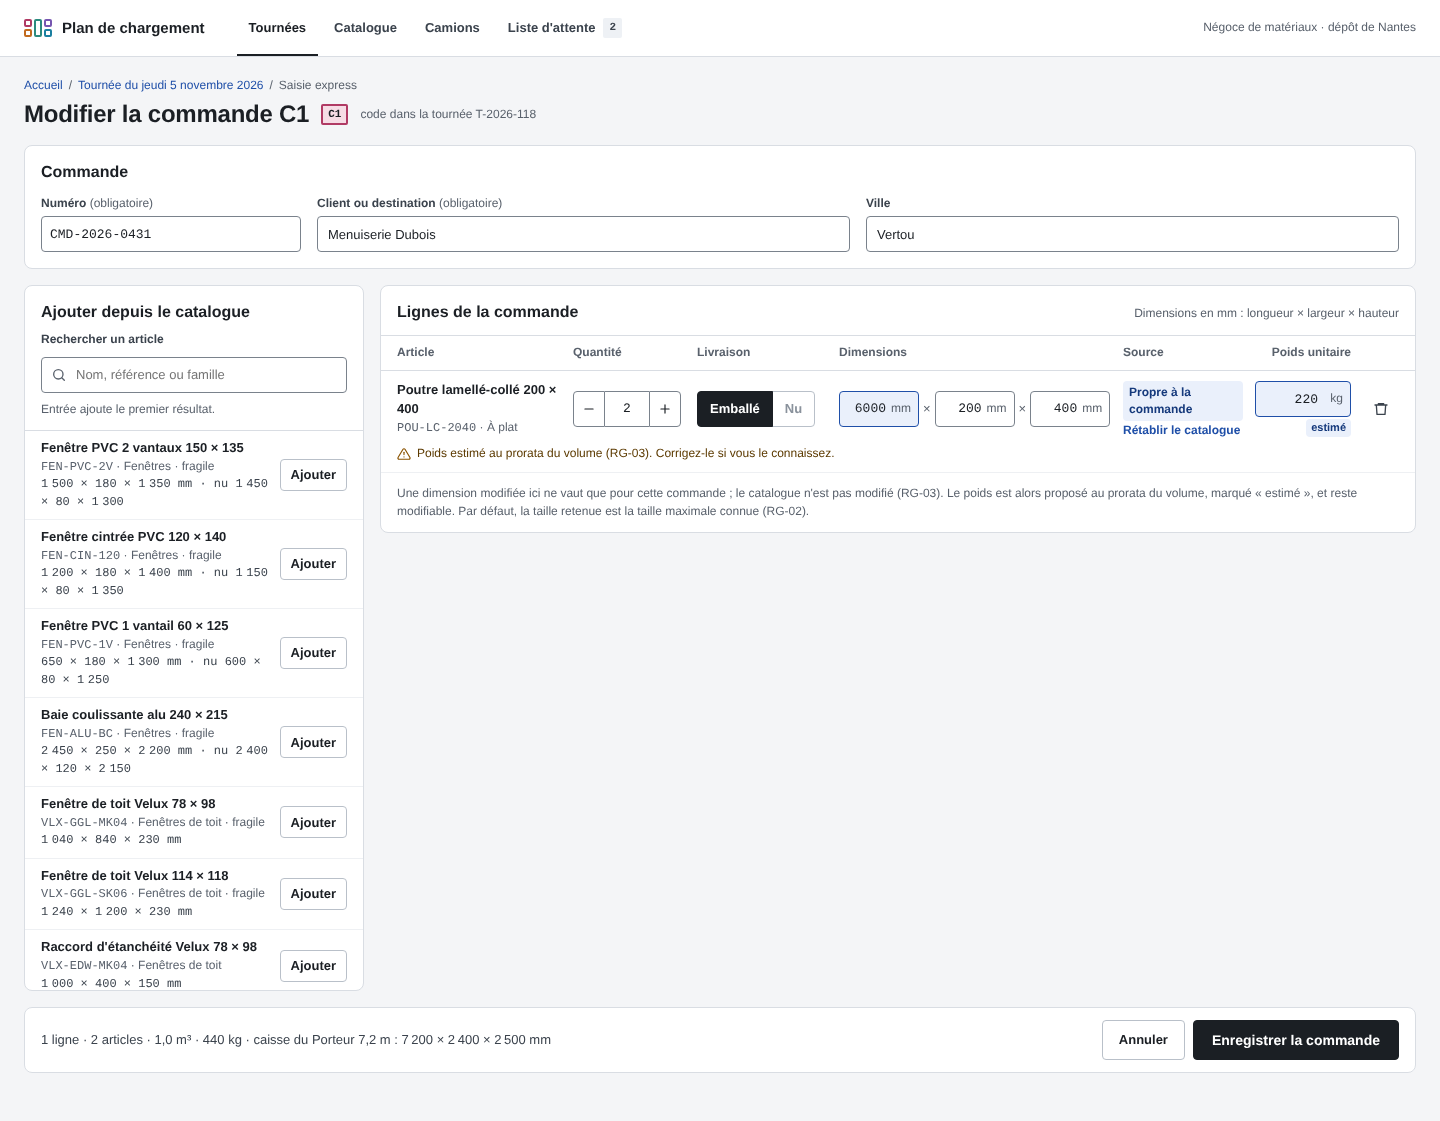 Plan de chargement
Tournées
Catalogue
Camions
Liste d'attente 2
Négoce de matériaux · dépôt de Nantes
Accueil / Tournée du jeudi 5 novembre 2026 / Saisie express
Modifier la commande C1 C1 code dans la tournée T-2026-118
Commande
Numéro (obligatoire)
CMD-2026-0431
Client ou destination (obligatoire)
Menuiserie Dubois
Ville
Vertou
Ajouter depuis le catalogue
Rechercher un article
Nom, référence ou famille
Entrée ajoute le premier résultat.
Fenêtre PVC 2 vantaux 150 × 135
FEN-PVC-2V · Fenêtres · fragile
1 500 × 180 × 1 350 mm · nu 1 450
× 80 × 1 300
Ajouter
Fenêtre cintrée PVC 120 × 140
FEN-CIN-120 · Fenêtres · fragile
1 200 × 180 × 1 400 mm · nu 1 150
× 80 × 1 350
Ajouter
Fenêtre PVC 1 vantail 60 × 125
FEN-PVC-1V · Fenêtres · fragile
650 × 180 × 1 300 mm · nu 600 ×
80 × 1 250
Ajouter
Baie coulissante alu 240 × 215
FEN-ALU-BC · Fenêtres · fragile
2 450 × 250 × 2 200 mm · nu 2 400
× 120 × 2 150
Ajouter
Fenêtre de toit Velux 78 × 98
VLX-GGL-MK04 · Fenêtres de toit · fragile
1 040 × 840 × 230 mm
Ajouter
Fenêtre de toit Velux 114 × 118
VLX-GGL-SK06 · Fenêtres de toit · fragile
1 240 × 1 200 × 230 mm
Ajouter
Raccord d'étanchéité Velux 78 × 98
VLX-EDW-MK04 · Fenêtres de toit
1 000 × 400 × 150 mm
Ajouter
Lignes de la commande
Dimensions en mm : longueur × largeur × hauteur
Article Quantité Livraison Dimensions Source Poids unitaire
Poutre lamellé-collé 200 ×
400
POU-LC-2040 · À plat
− 2 +
Emballé Nu
6000 mm × 200 mm × 400 mm
Propre à la
commande
Rétablir le catalogue
220 kg
estimé
Poids estimé au prorata du volume (RG-03). Corrigez-le si vous le connaissez.
Une dimension modifiée ici ne vaut que pour cette commande ; le catalogue n'est pas modifié (RG-03). Le poids est alors proposé au prorata du volume, marqué « estimé », et reste
modifiable. Par défaut, la taille retenue est la taille maximale connue (RG-02).
1 ligne · 2 articles · 1,0 m³ · 440 kg · caisse du Porteur 7,2 m : 7 200 × 2 400 × 2 500 mm
Annuler
Enregistrer la commande